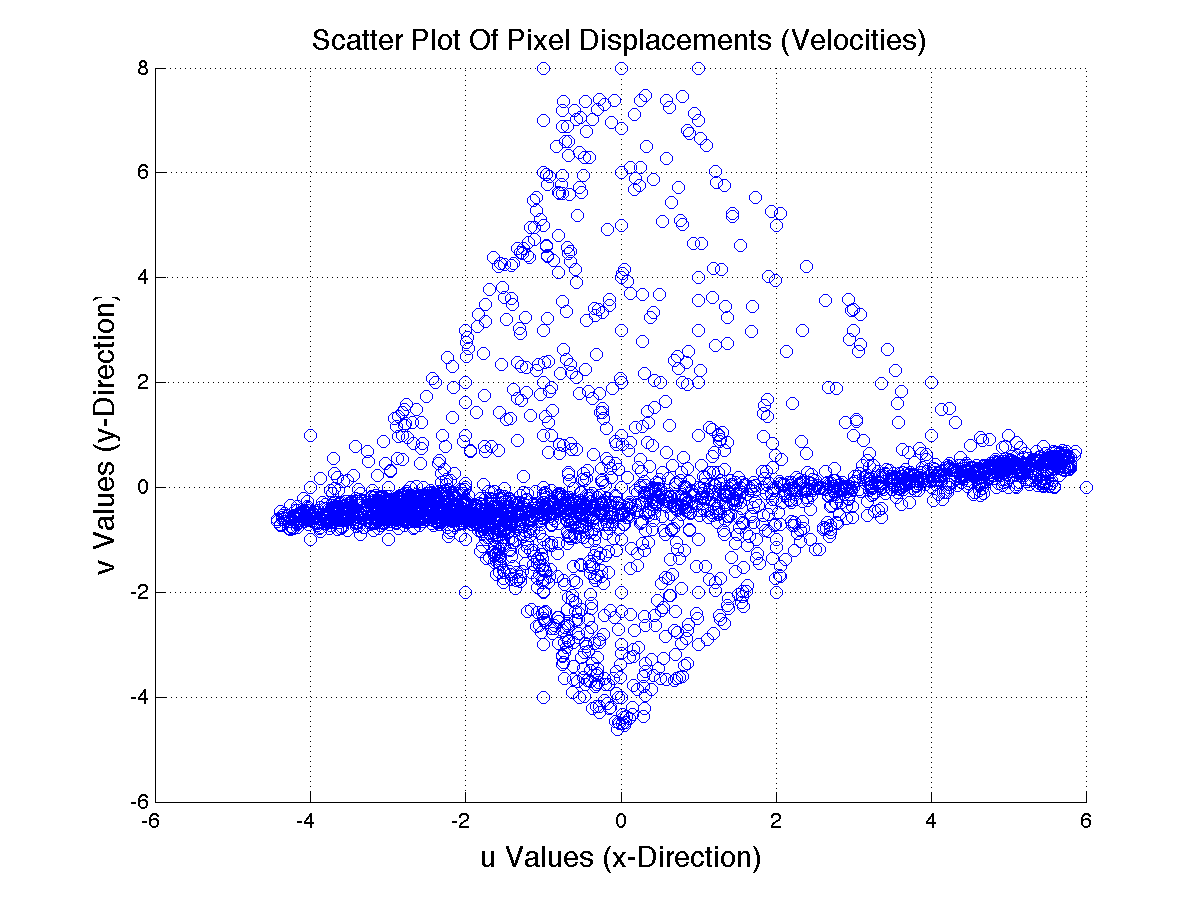 Scatter Plot Of Pixel Displacements (Velocities)
8
6
4
2
0
-2
-4
-6
v Values (y-Direction)
-6 -4 -2 0 2 4 6
u Values (x-Direction)